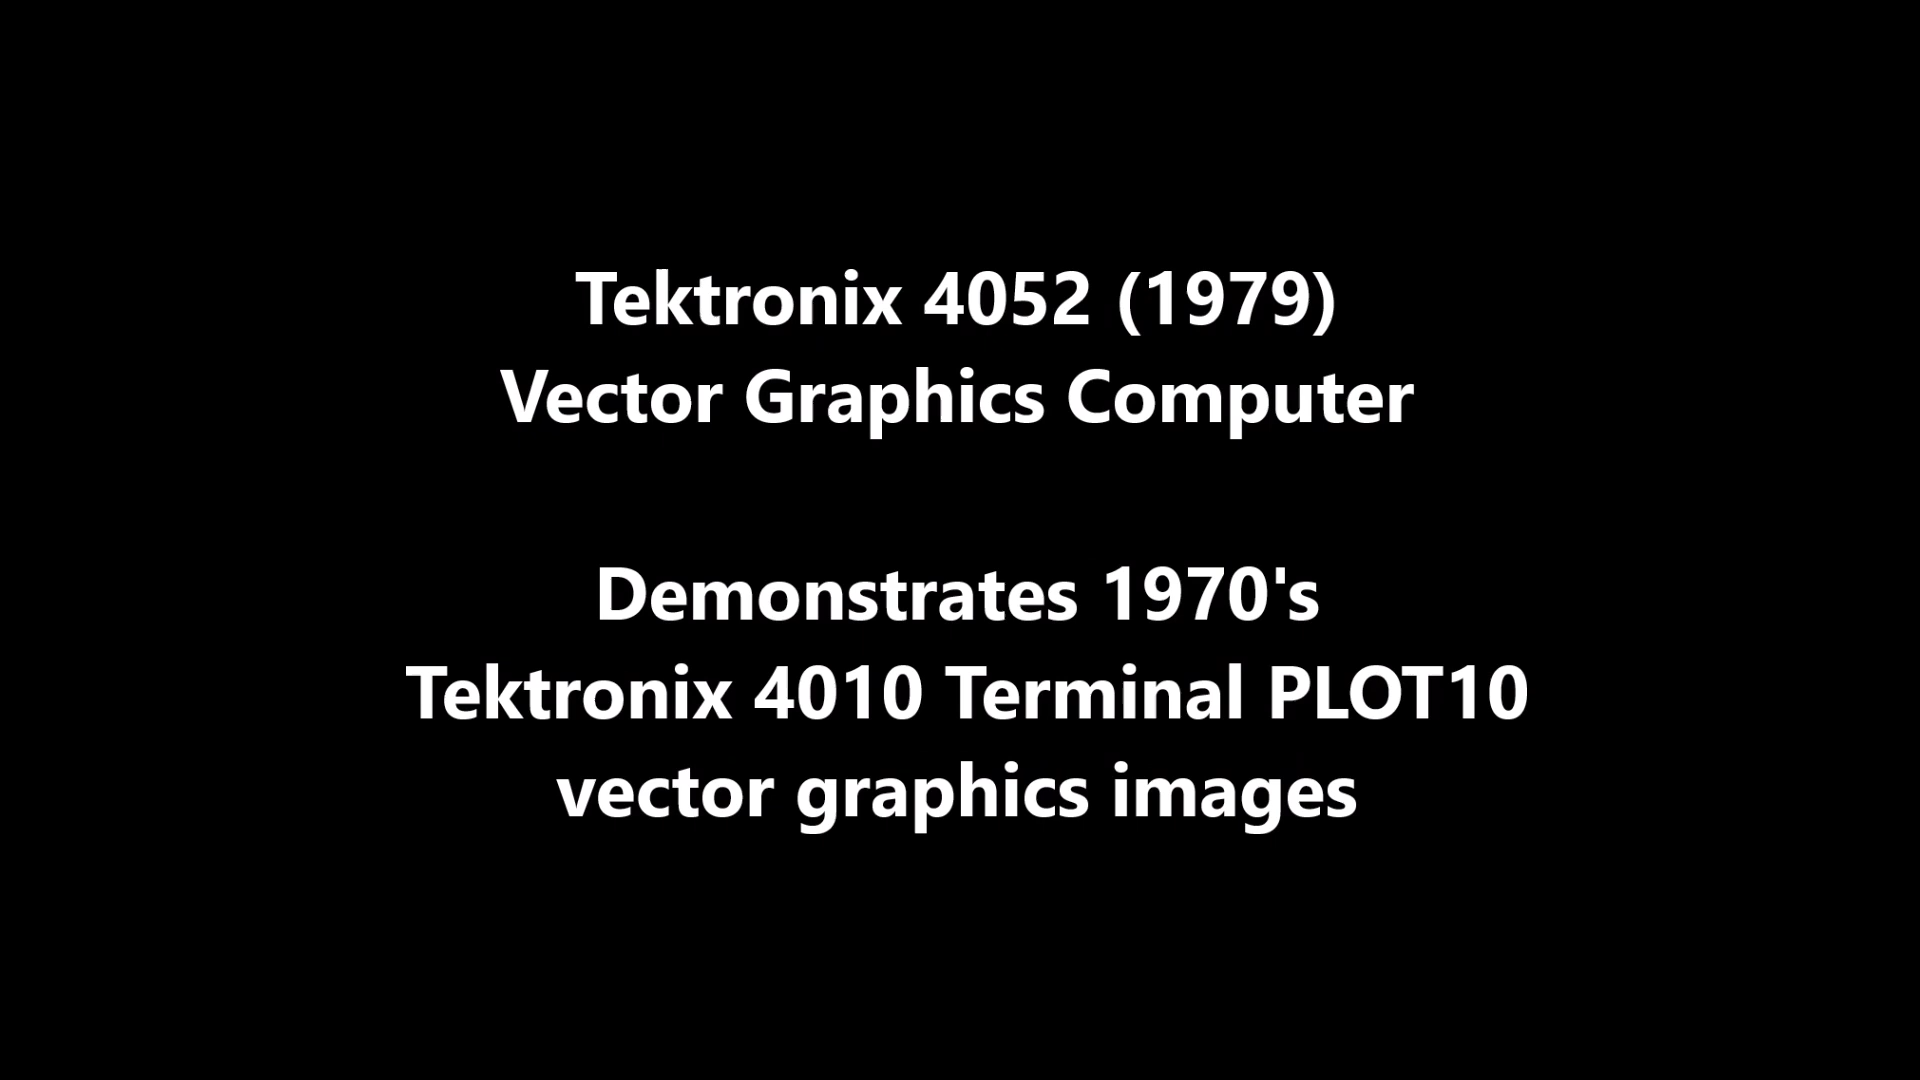 Tektronix 4052 (1979)
Vector Graphics Computer
Demonstrates 1970's
Tektronix 4010 Terminal PLOT10
vector graphics images